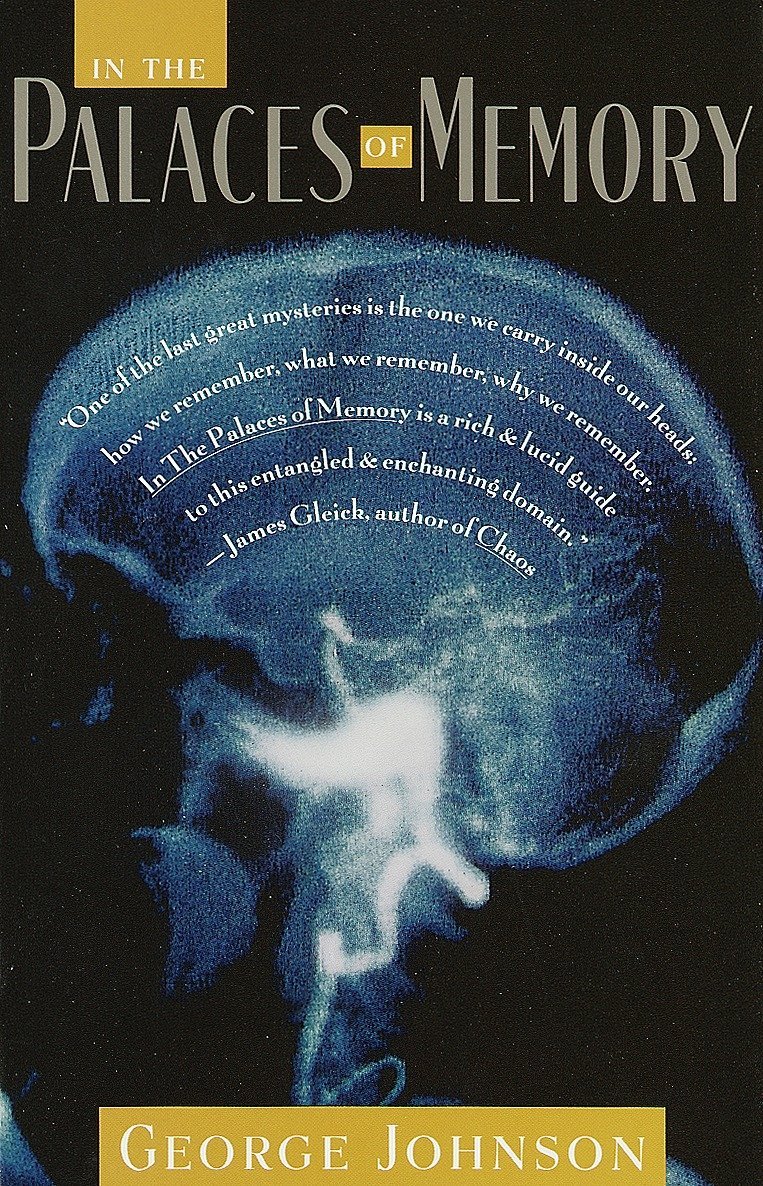 IN THE
PALACES OF MEMORY
“One of the last great mysteries is the one we carry inside our heads:
how we remember, what we remember, why we remember.
In The Palaces of Memory is a rich & lucid guide
to this entangled & enchanting domain.”
—James Gleick, author of Chaos
GEORGE JOHNSON